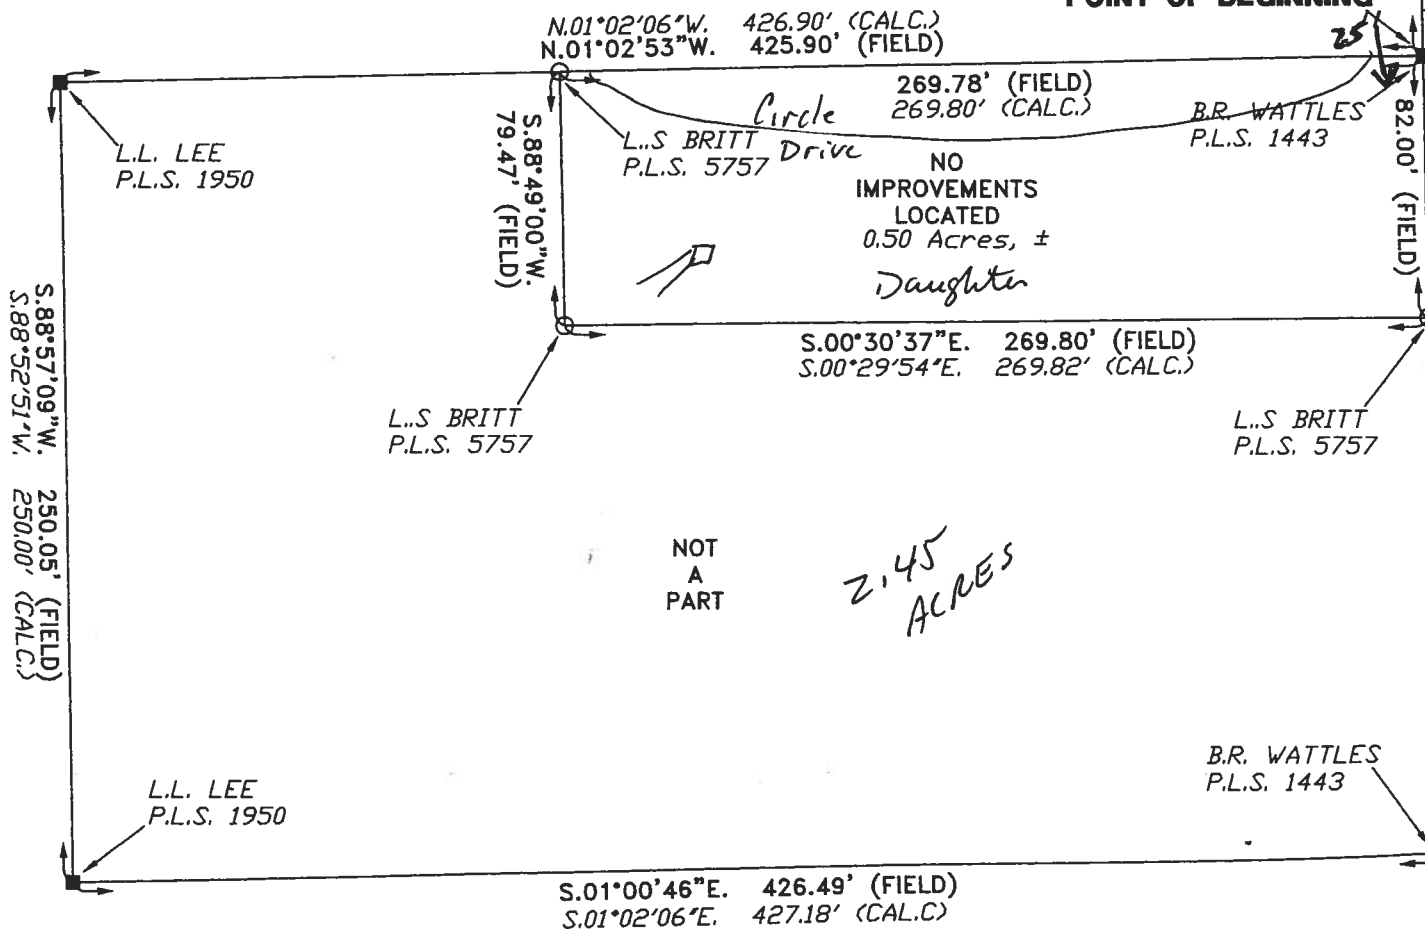 POINT OF BEGINNING
N.01°02'06"W. 426.90' (CALC.)
N.01°02'53"W. 425.90' (FIELD)
25
269.78' (FIELD)
269.80' (CALC.)
Circle
Drive
L.L. LEE
P.L.S. 1950
L..S BRITT
P.L.S. 5757
B.R. WATTLES
P.L.S. 1443
82.00' (FIELD)
S.88°49'00"W.
79.47' (FIELD)
NO
IMPROVEMENTS
LOCATED
0.50 Acres, ±
Daughter
S.00°30'37"E. 269.80' (FIELD)
S.00°29'54"E. 269.82' (CALC.)
L..S BRITT
P.L.S. 5757
L..S BRITT
P.L.S. 5757
S.88°57'09"W. 250.05' (FIELD)
S.88°52'51"W. 250.00' (CALC.)
NOT
A
PART
2.45
ACRES
L.L. LEE
P.L.S. 1950
B.R. WATTLES
P.L.S. 1443
S.01°00'46"E. 426.49' (FIELD)
S.01°02'06"E. 427.18' (CAL.C)